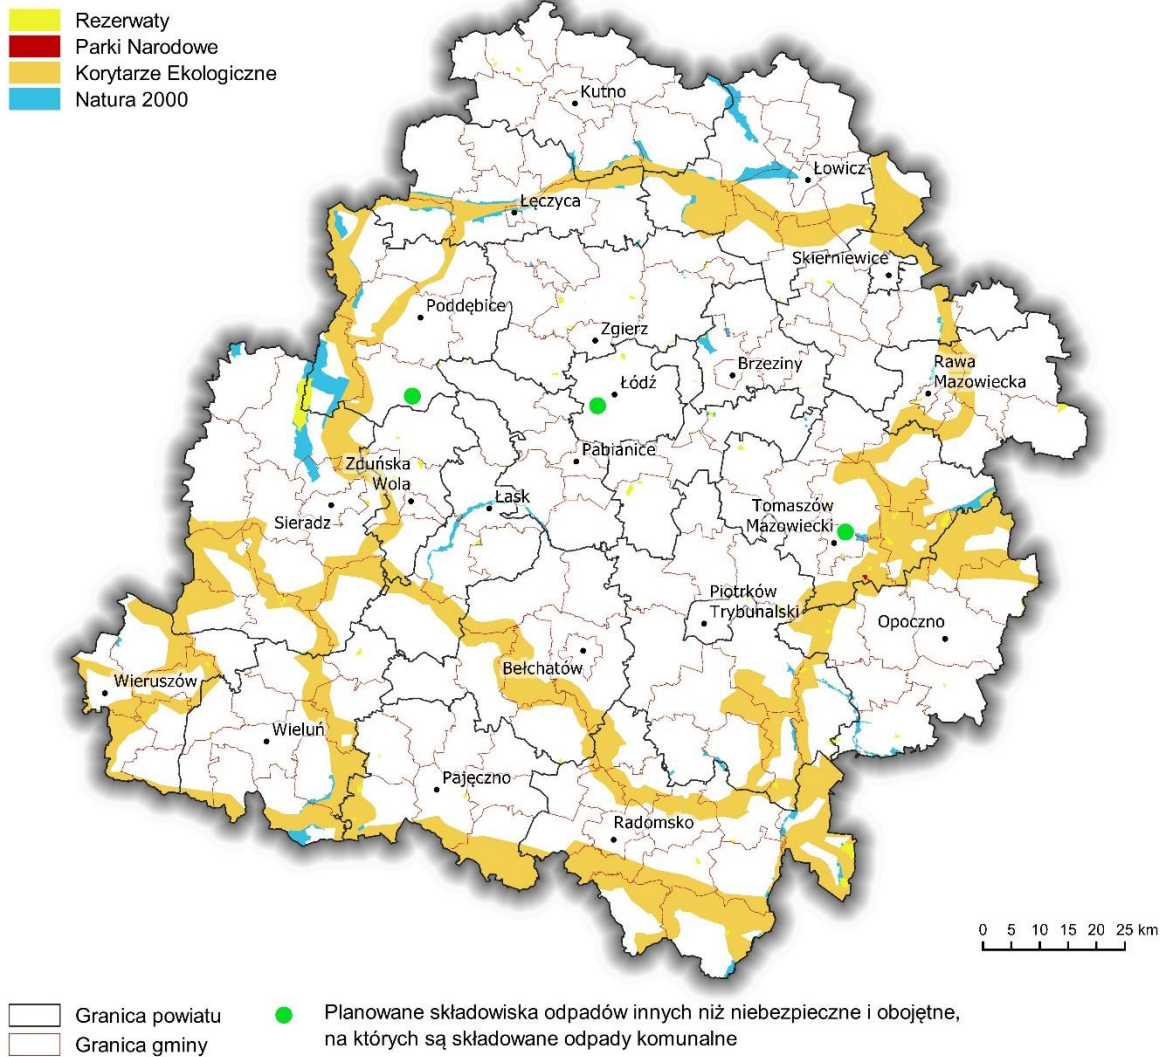 Rezerwaty
Parki Narodowe
Korytarze Ekologiczne
Natura 2000
Kutno
Łowicz
Łęczyca
Skierniewice
Poddębice
Zgierz
Rawa
Mazowiecka
Brzeziny
Łódź
Pabianice
Zduńska
Wola
Łask
Sieradz
Tomaszów
Mazowiecki
Piotrków
Trybunalski
Opoczno
Bełchatów
Wieruszów
Wieluń
Pajęczno
Radomsko
0 5 10 15 20 25 km
Granica powiatu
Granica gminy
Planowane składowiska odpadów innych niż niebezpieczne i obojętne,
na których są składowane odpady komunalne